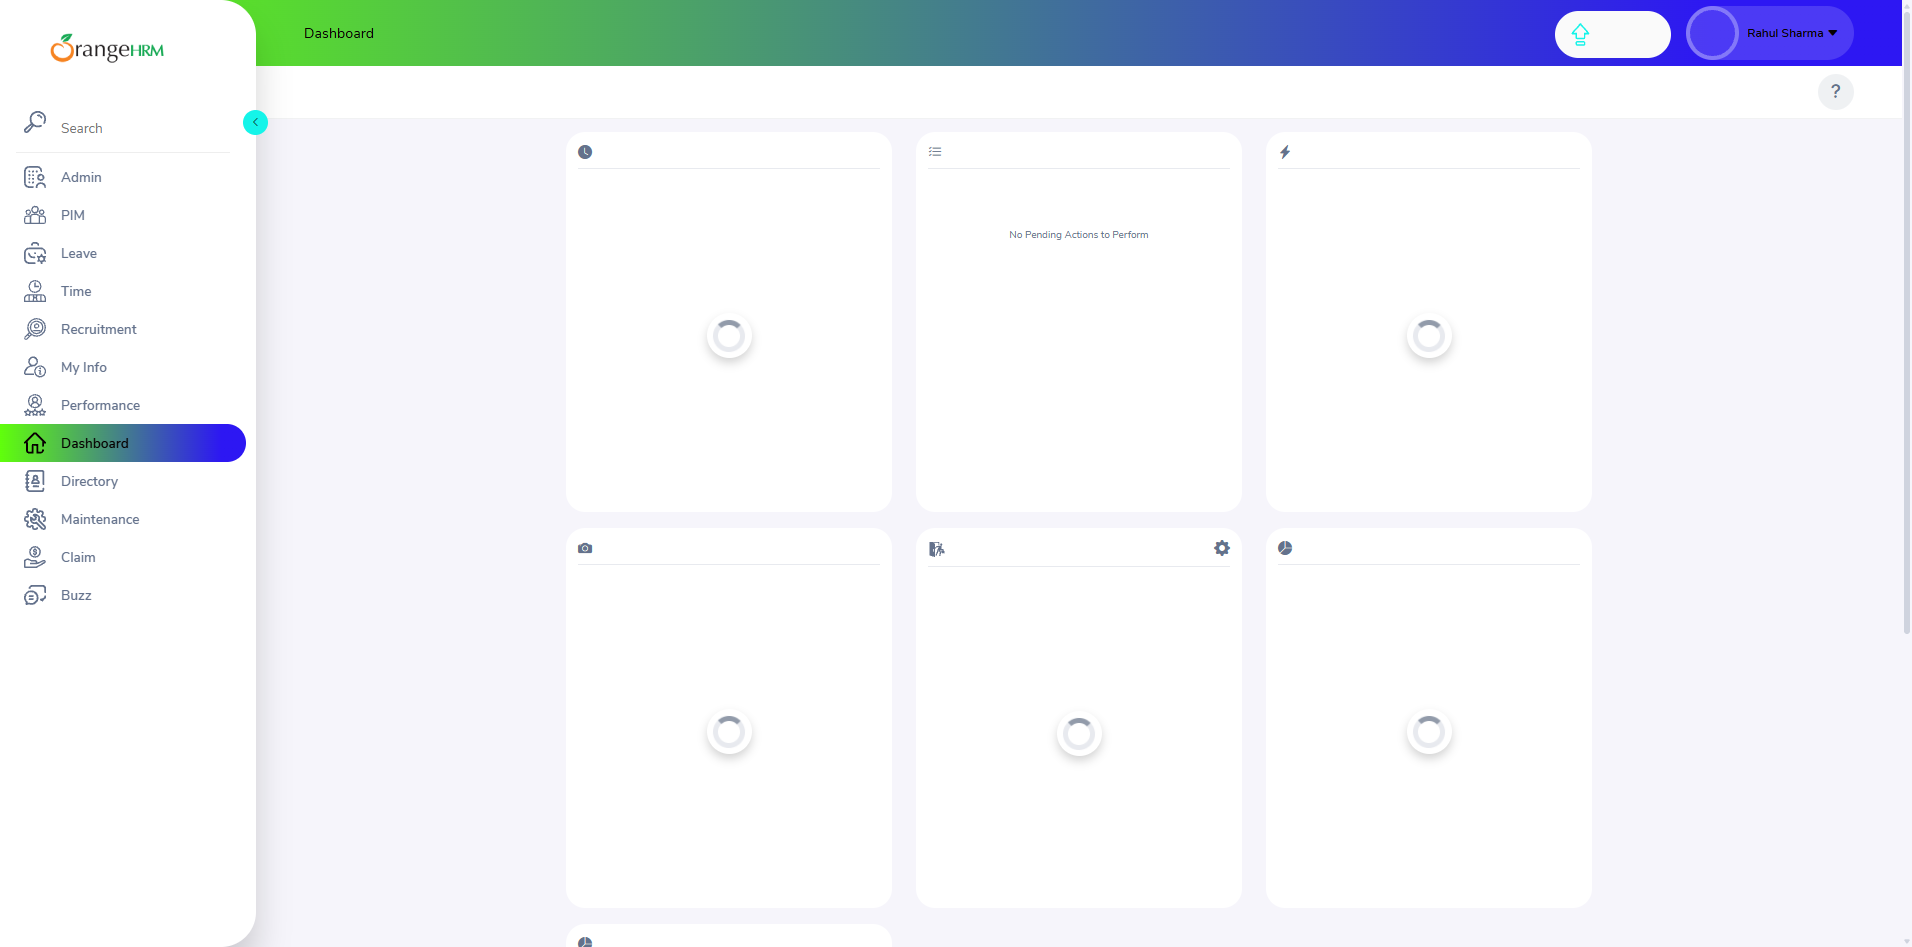 OrangeHRM
Dashboard
Rahul Sharma
?
Search
Admin
PIM
Leave
Time
Recruitment
My Info
Performance
Dashboard
Directory
Maintenance
Claim
Buzz
No Pending Actions to Perform